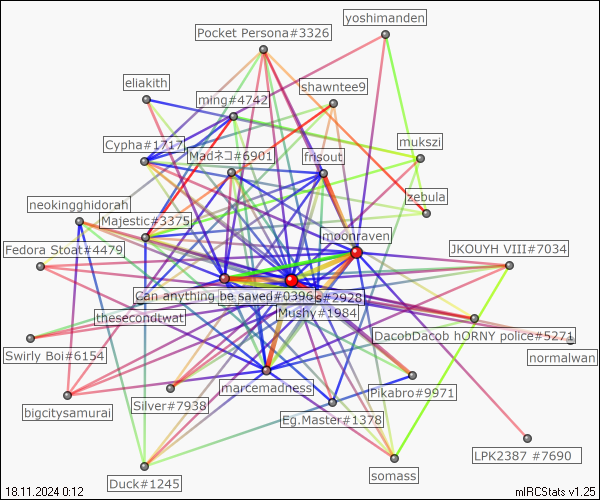 yoshimanden
Pocket Persona#3326
eliakith
shawntee9
ming#4742
Cypha#1717
mukszi
Madネコ#6901
frisout
zebula
neokingghidorah
Majestic#3375
moonraven
Fedora Stoat#4479
JKOUYH VIII#7034
Can anything be saved#0396
s#2928
Mushy#1984
thesecondtwat
DacobDacob hORNY police#5271
Swirly Boi#6154
normalwan
marcemadness
Pikabro#9971
bigcitysamurai
Silver#7938
Eg.Master#1378
LPK2387 #7690
somass
Duck#1245
18.11.2024 0:12
mIRCStats v1.25